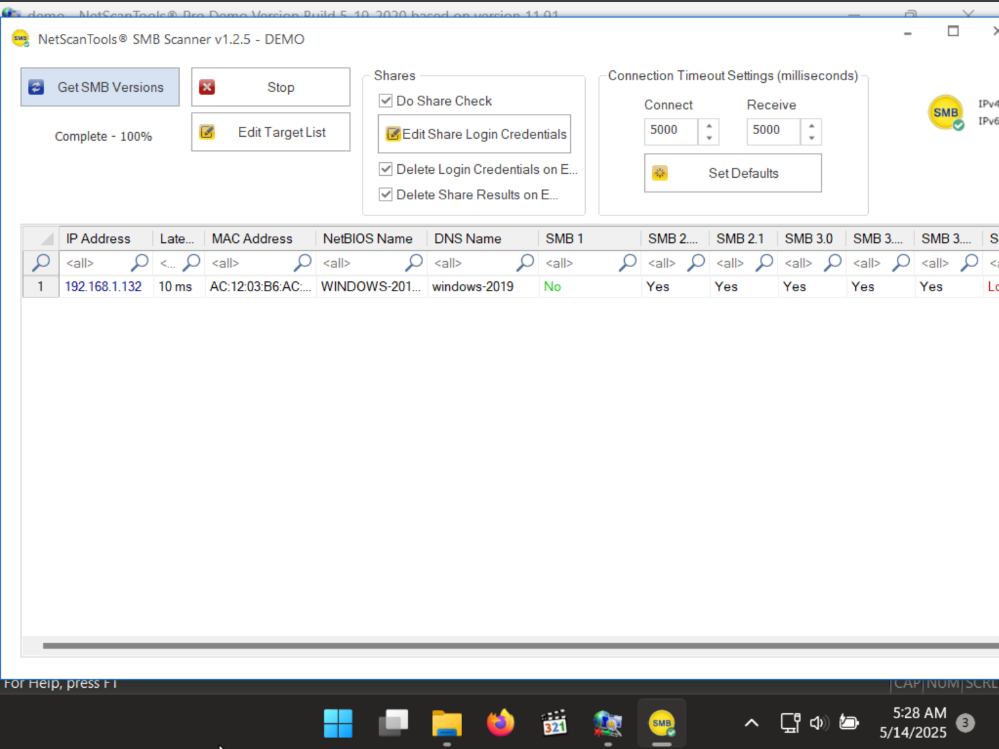 demo - NetScanTools® Pro Demo Version Build 5-19-2020 based on version 11.91
NetScanTools® SMB Scanner v1.2.5 - DEMO
Get SMB Versions
Stop
Complete - 100%
Edit Target List
Shares
Do Share Check
Edit Share Login Credentials
Delete Login Credentials on E...
Delete Share Results on E...
Connection Timeout Settings (milliseconds)
Connect Receive
5000 5000
Set Defaults
SMB
IPv4
IPv6
IP Address Late... MAC Address NetBIOS Name DNS Name SMB 1 SMB 2.... SMB 2.1 SMB 3.0 SMB 3.... SMB 3.... S
<all> <... <all> <all> <all> <all> <all> <all> <all> <all> <all> <a
1 192.168.1.132 10 ms AC:12:03:B6:AC:... WINDOWS-201... windows-2019 No Yes Yes Yes Yes Yes Lo
For Help, press F1
CAP NUM SCRL
321
SMB
5:28 AM
5/14/2025
3